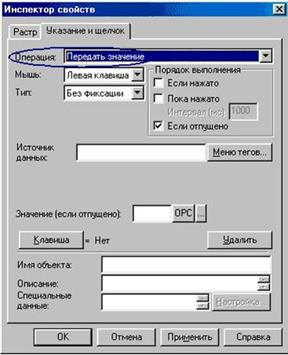 Инспектор свойств
Растр Указание и щелчок
Операция: Передать значение
Мышь: Левая клавиша
Тип: Без фиксации
Порядок выполнения
Если нажато
Пока нажато
Интервал (мс) 1000
Если отпущено
Источник данных: Меню тегов...
Значение (если отпущено): OPC ...
Клавиша = Нет Удалить
Имя объекта:
Описание:
Специальные данные: Настройка...
OK Отмена Применить Справка